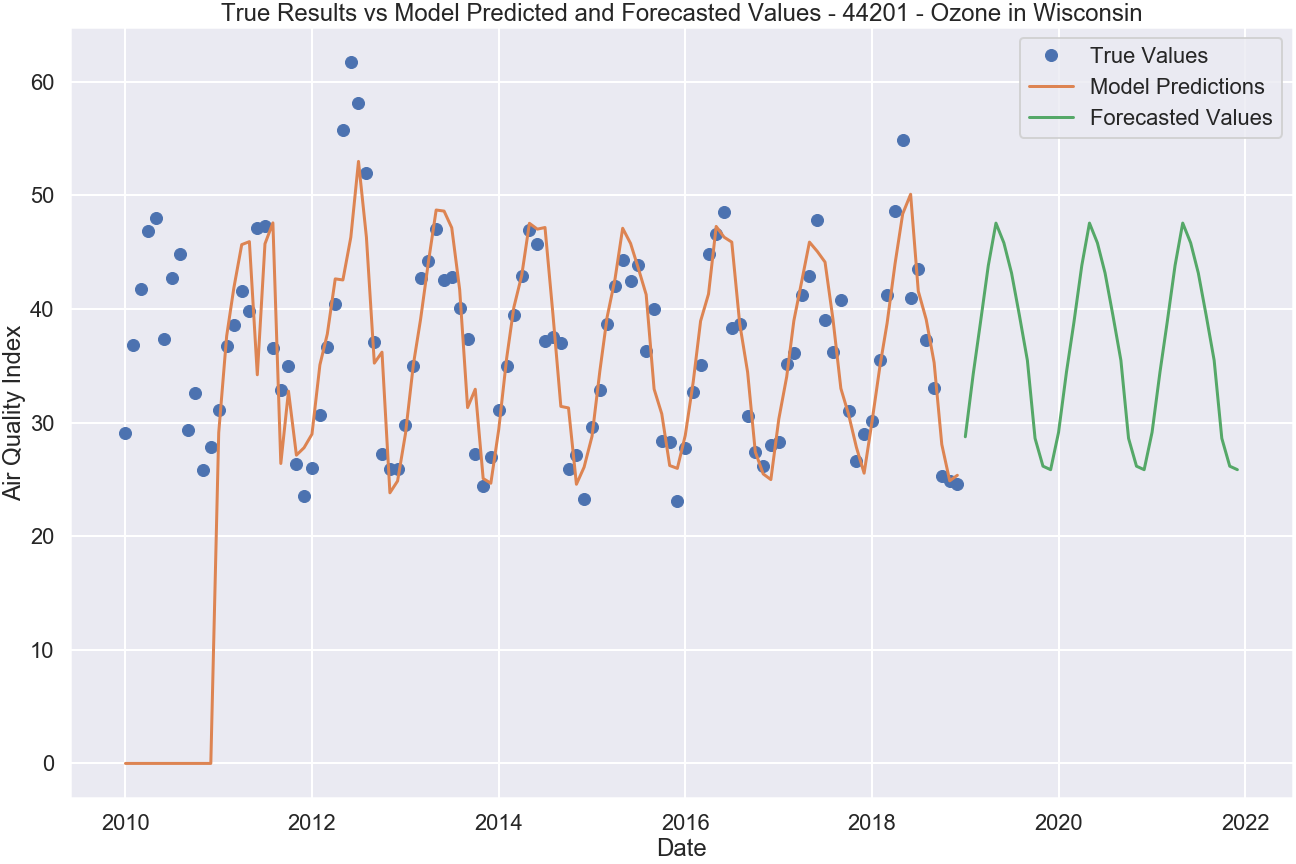 True Results vs Model Predicted and Forecasted Values - 44201 - Ozone in Wisconsin
True Values
Model Predictions
Forecasted Values
Air Quality Index
60
50
40
30
20
10
0
2010 2012 2014 2016 2018 2020 2022
Date